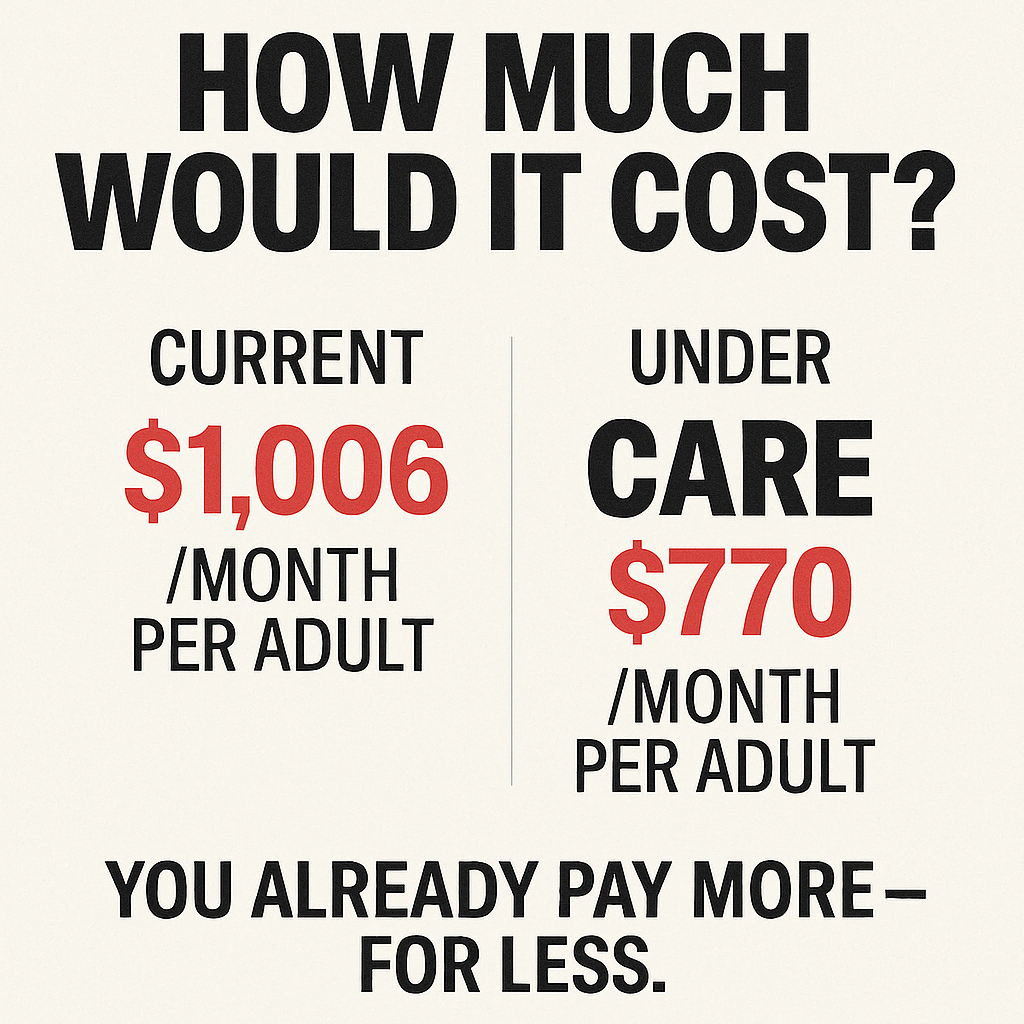 HOW MUCH
WOULD IT COST?
CURRENT
$1,006
/MONTH
PER ADULT
UNDER
CARE
$770
/MONTH
PER ADULT
YOU ALREADY PAY MORE—
FOR LESS.